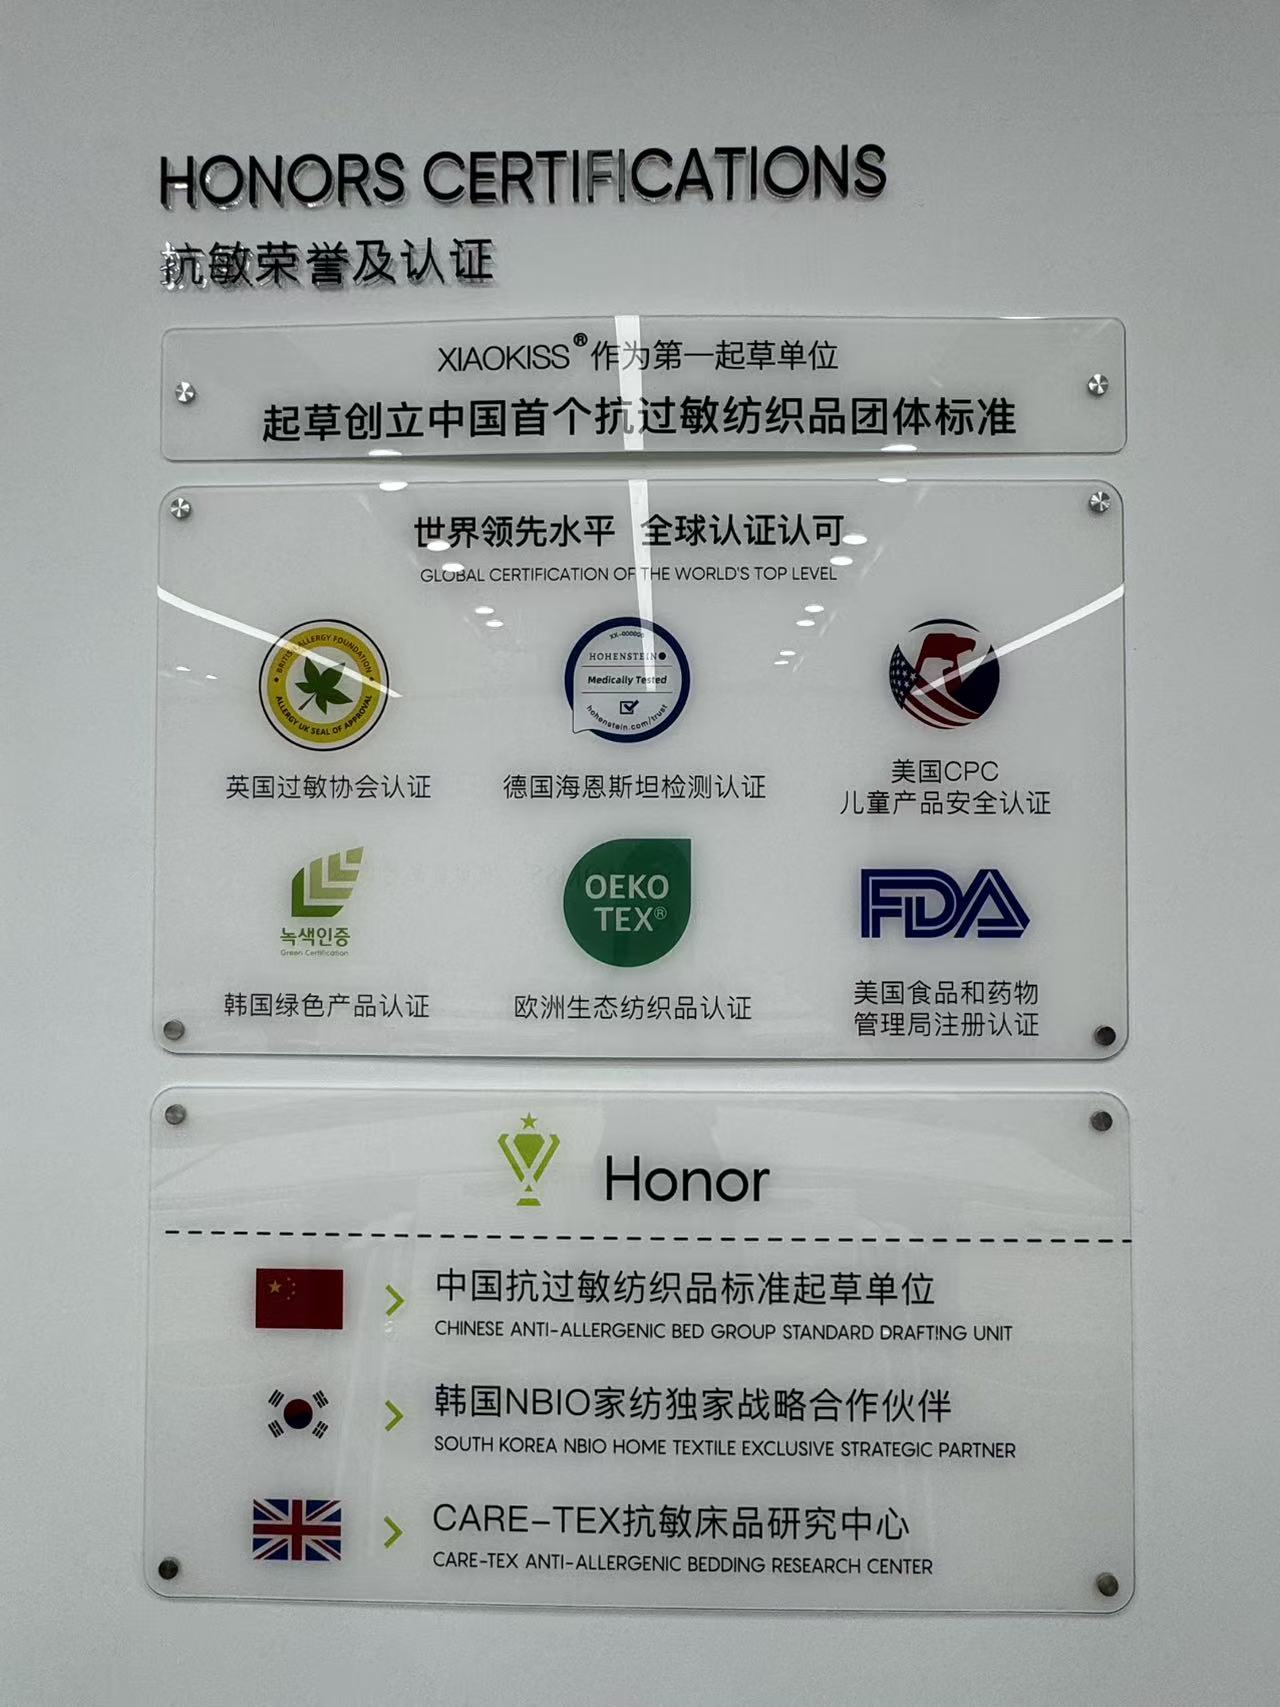 HONORS CERTIFICATIONS
抗敏荣誉及认证
XIAOKISS®作为第一起草单位
起草创立中国首个抗过敏纺织品团体标准
世界领先水平 全球认证认可
GLOBAL CERTIFICATION OF THE WORLD'S TOP LEVEL
BRITISH ALLERGY FOUNDATION
ALLERGY UK SEAL OF APPROVAL
英国过敏协会认证
XX-000000
HOHENSTEIN
Medically Tested
hohenstein.com/trust
德国海恩斯坦检测认证
美国CPC
儿童产品安全认证
녹색인증
Green Certification
韩国绿色产品认证
OEKO
TEX®
欧洲生态纺织品认证
FDA
美国食品和药物
管理局注册认证
Honor
中国抗过敏纺织品标准起草单位
CHINESE ANTI-ALLERGENIC BED GROUP STANDARD DRAFTING UNIT
韩国NBIO家纺独家战略合作伙伴
SOUTH KOREA NBIO HOME TEXTILE EXCLUSIVE STRATEGIC PARTNER
CARE-TEX抗敏床品研究中心
CARE-TEX ANTI-ALLERGENIC BEDDING RESEARCH CENTER